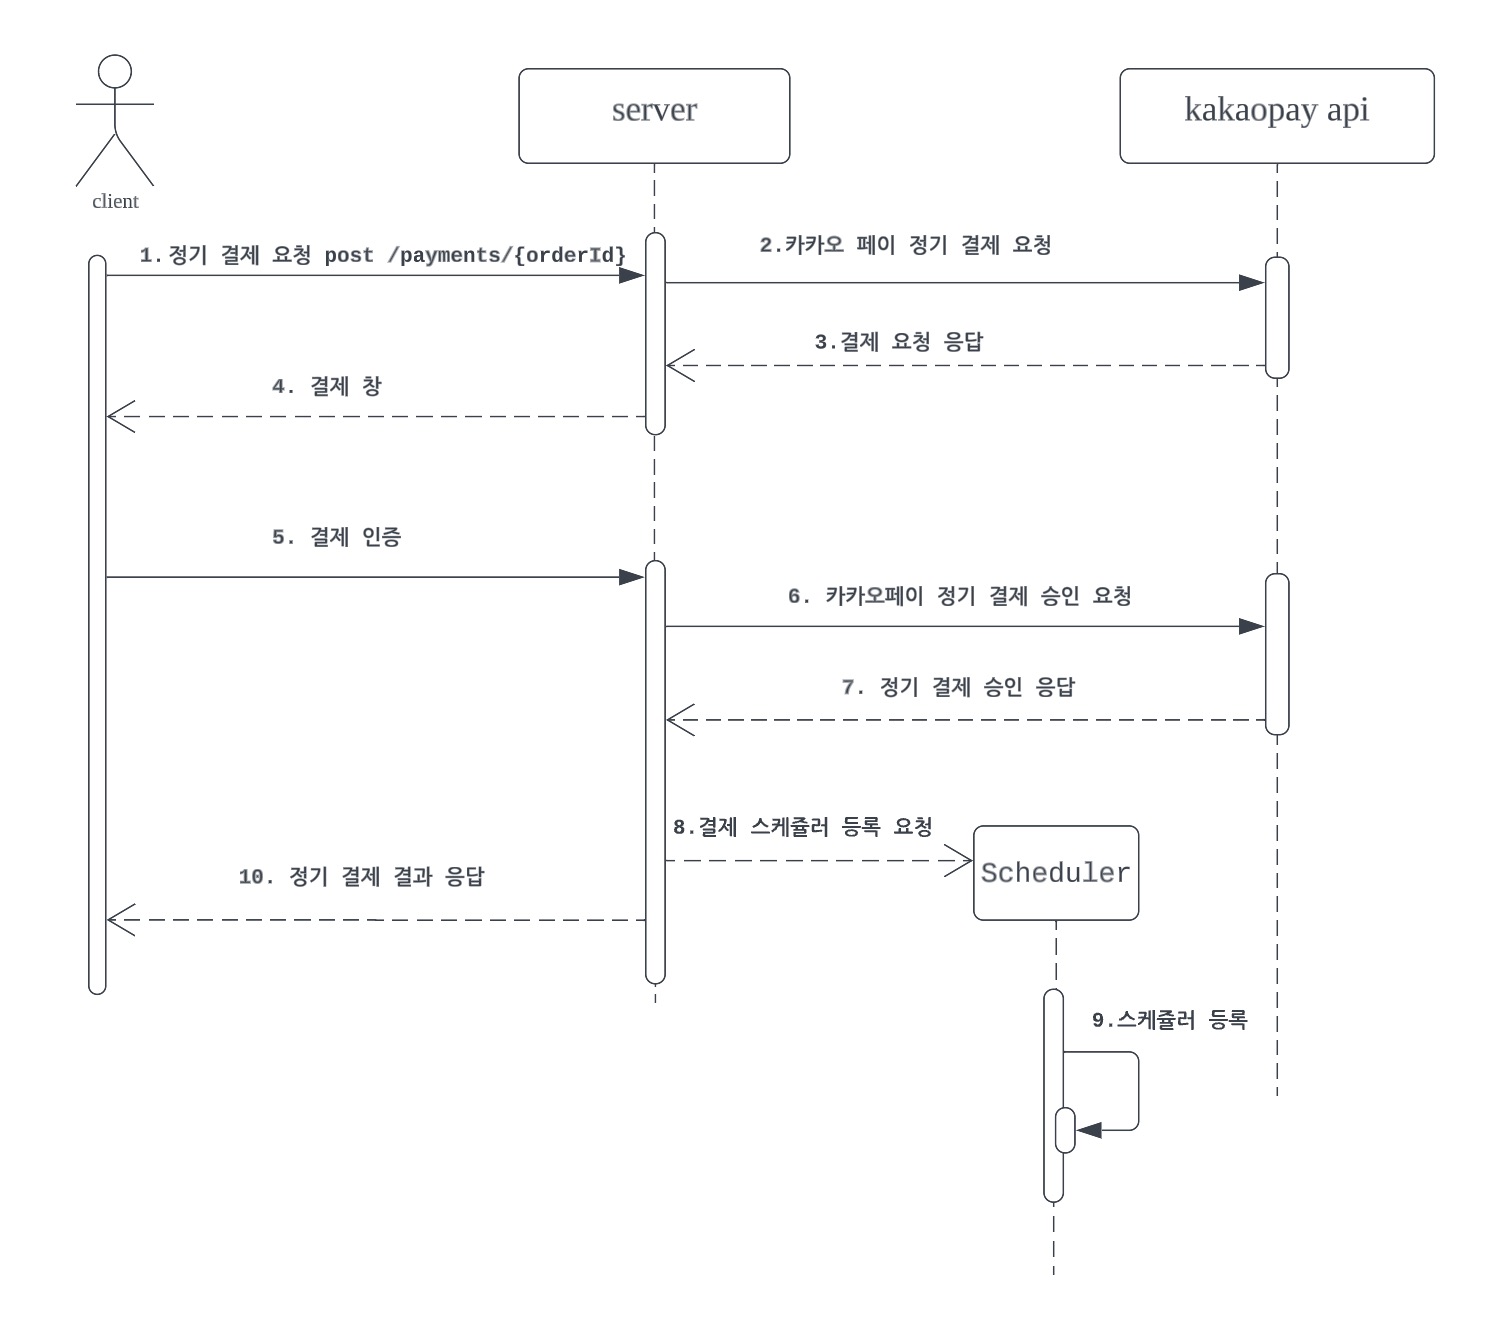 server
kakaopay api
client
1.정기 결제 요청 post /payments/{orderId}
2.카카오 페이 정기 결제 요청
3.결제 요청 응답
4. 결제 창
5. 결제 인증
6. 카카오페이 정기 결제 승인 요청
7. 정기 결제 승인 응답
8.결제 스케쥴러 등록 요청
Scheduler
10. 정기 결제 결과 응답
9.스케쥴러 등록